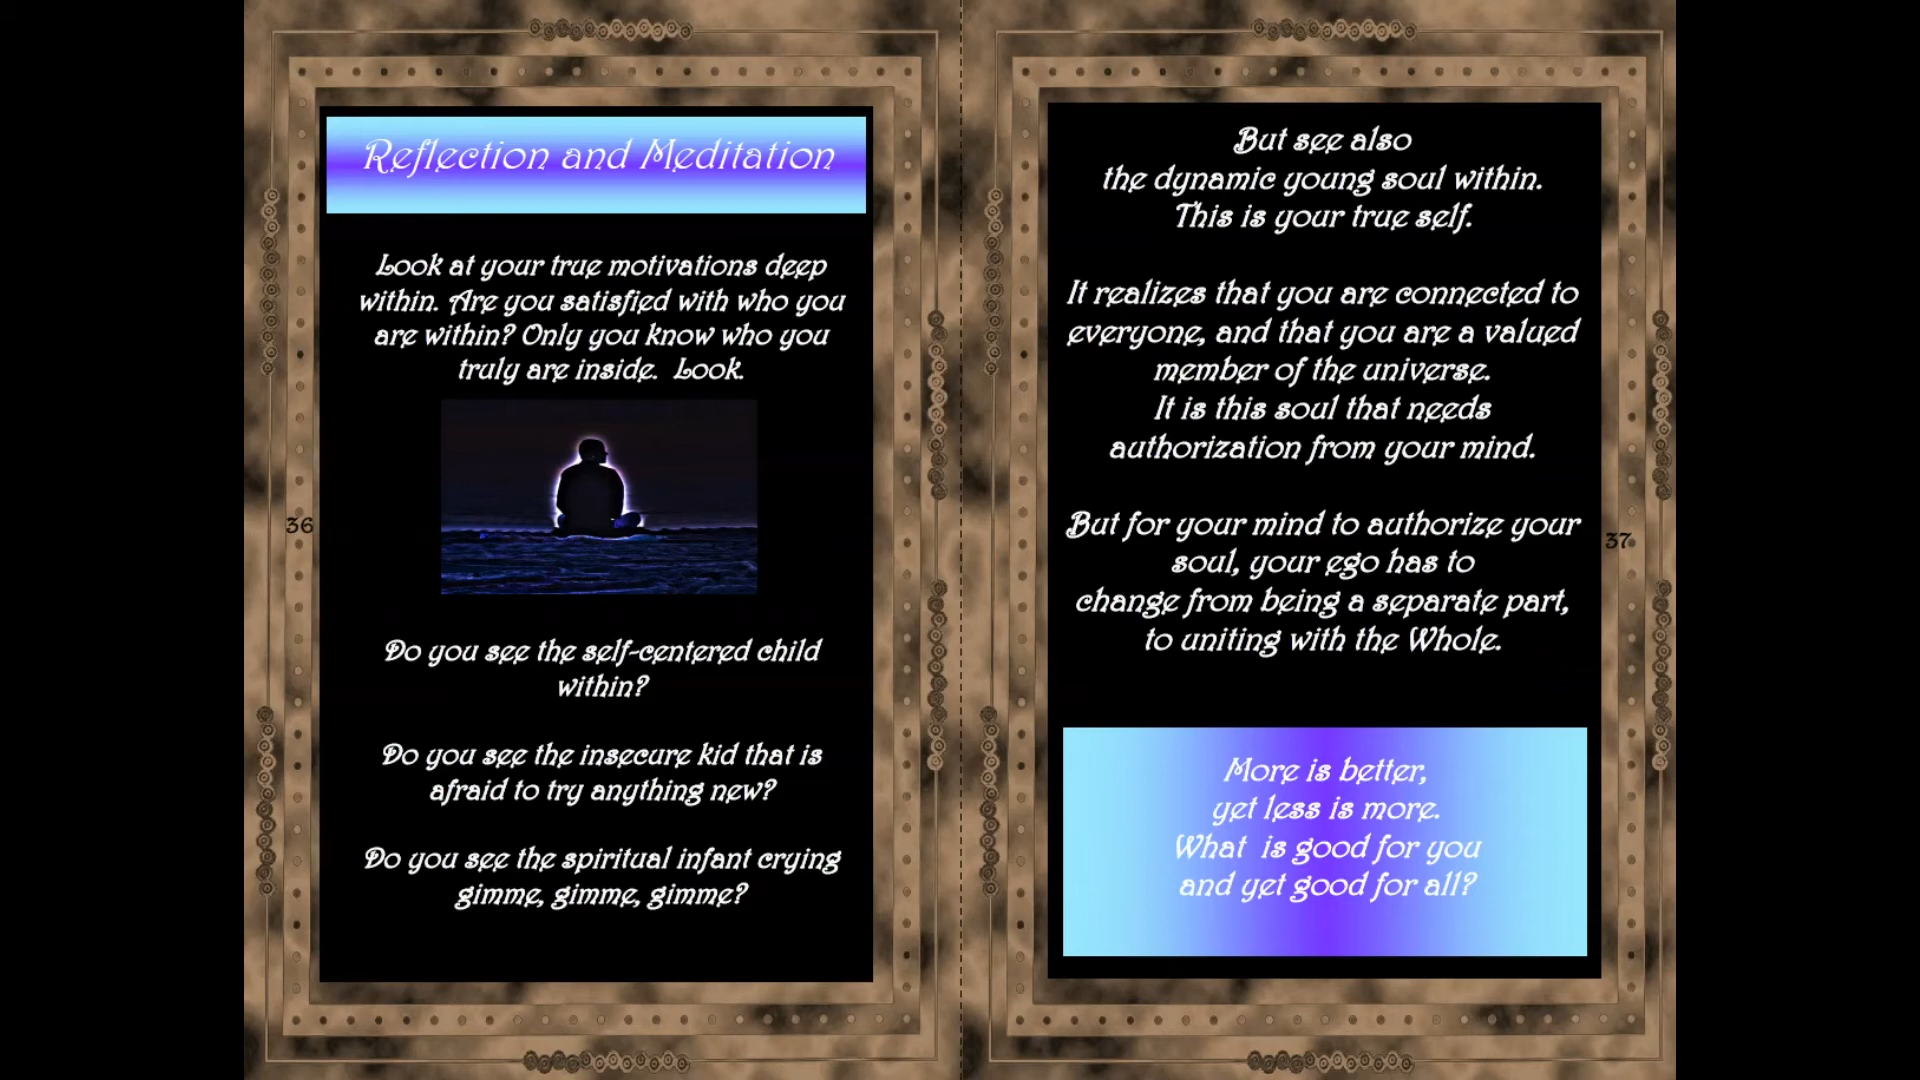 Reflection and Meditation
Look at your true motivations deep
within. Are you satisfied with who you
are within? Only you know who you
truly are inside.  Look.
36
Do you see the self-centered child
within?
Do you see the insecure kid that is
afraid to try anything new?
Do you see the spiritual infant crying
gimme, gimme, gimme?
But see also
the dynamic young soul within.
This is your true self.
It realizes that you are connected to
everyone, and that you are a valued
member of the universe.
It is this soul that needs
authorization from your mind.
But for your mind to authorize your
soul, your ego has to
change from being a separate part,
to uniting with the Whole.
37
More is better,
yet less is more.
What  is good for you
and yet good for all?